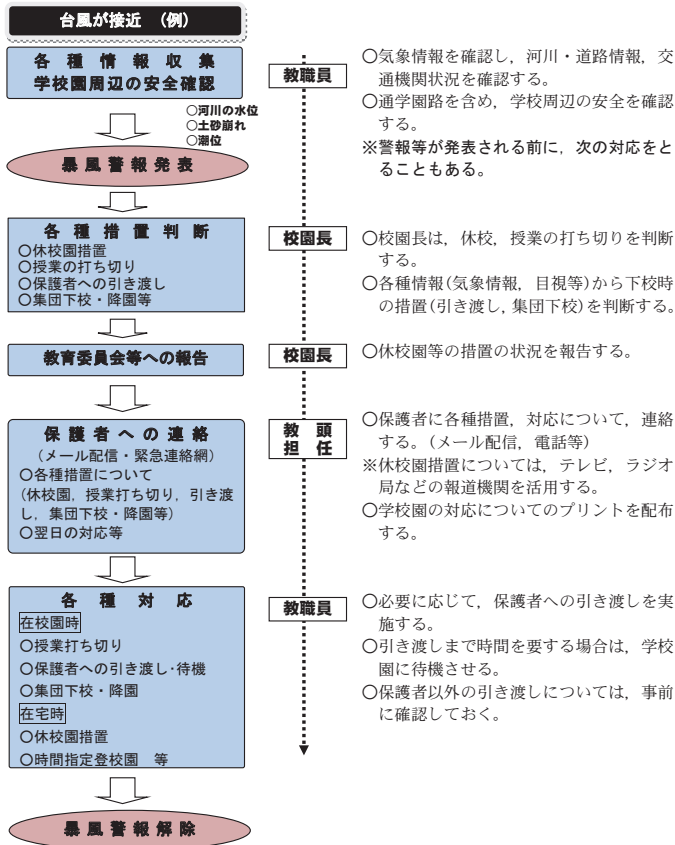 台風が接近 (例)
各種情報収集
学校園周辺の安全確認
教職員
○気象情報を確認し，河川・道路情報，交
通機関状況を確認する。
○通学園路を含め，学校周辺の安全を確認
する。
※警報等が発表される前に，次の対応をと
ることもある。
○河川の水位
○土砂崩れ
○潮位
暴風警報発表
各種措置判断
○休校園措置
○授業の打ち切り
○保護者への引き渡し
○集団下校・降園等
校園長
○校園長は，休校，授業の打ち切りを判断
する。
○各種情報(気象情報，目視等)から下校時
の措置(引き渡し，集団下校)を判断する。
教育委員会等への報告
校園長
○休校園等の措置の状況を報告する。
保護者への連絡
(メール配信・緊急連絡網)
○各種措置について
(休校園，授業打ち切り，引き渡
し，集団下校・降園等)
○翌日の対応等
教頭
担任
○保護者に各種措置，対応について，連絡
する。(メール配信，電話等)
※休校園措置については，テレビ，ラジオ
局などの報道機関を活用する。
○学校園の対応についてのプリントを配布
する。
各種対応
在校園時
○授業打ち切り
○保護者への引き渡し・待機
○集団下校・降園
在宅時
○休校園措置
○時間指定登校園 等
教職員
○必要に応じて，保護者への引き渡しを実
施する。
○引き渡しまで時間を要する場合は，学校
園に待機させる。
○保護者以外の引き渡しについては，事前
に確認しておく。
暴風警報解除